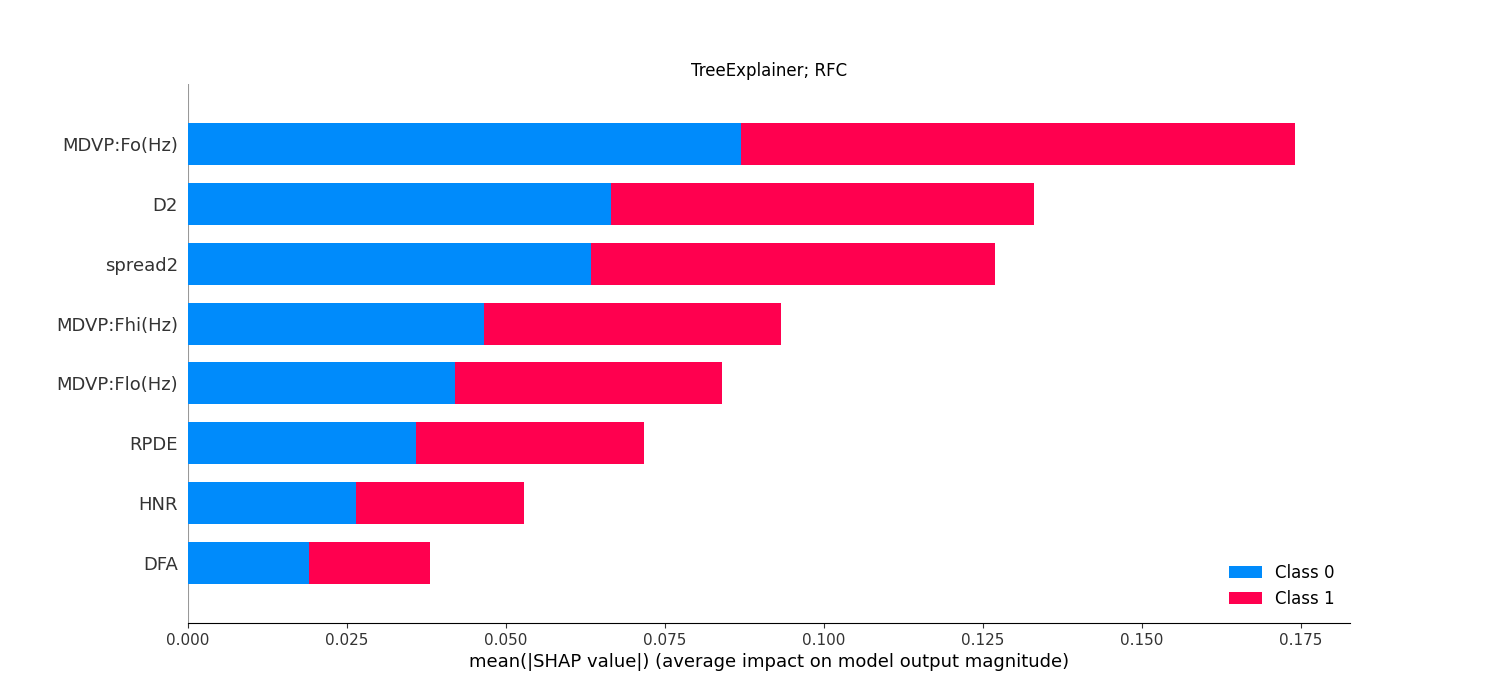 TreeExplainer; RFC
MDVP:Fo(Hz)
D2
spread2
MDVP:Fhi(Hz)
MDVP:Flo(Hz)
RPDE
HNR
DFA
Class 0
Class 1
0.000 0.025 0.050 0.075 0.100 0.125 0.150 0.175
mean(|SHAP value|) (average impact on model output magnitude)